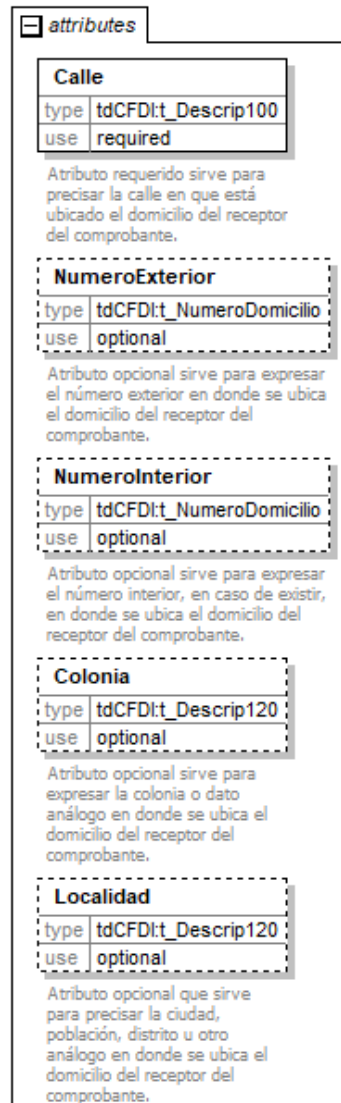 attributes
Calle
type tdCFDI:t_Descrip100
use required
Atributo requerido sirve para
precisar la calle en que está
ubicado el domicilio del receptor
del comprobante.
NumeroExterior
type tdCFDI:t_NumeroDomicilio
use optional
Atributo opcional sirve para expresar
el número exterior en donde se ubica
el domicilio del receptor del
comprobante.
NumeroInterior
type tdCFDI:t_NumeroDomicilio
use optional
Atributo opcional sirve para expresar
el número interior, en caso de existir,
en donde se ubica el domicilio del
receptor del comprobante.
Colonia
type tdCFDI:t_Descrip120
use optional
Atributo opcional sirve para
expresar la colonia o dato
análogo en donde se ubica el
domicilio del receptor del
comprobante.
Localidad
type tdCFDI:t_Descrip120
use optional
Atributo opcional que sirve
para precisar la ciudad,
población, distrito u otro
análogo en donde se ubica el
domicilio del receptor del
comprobante.